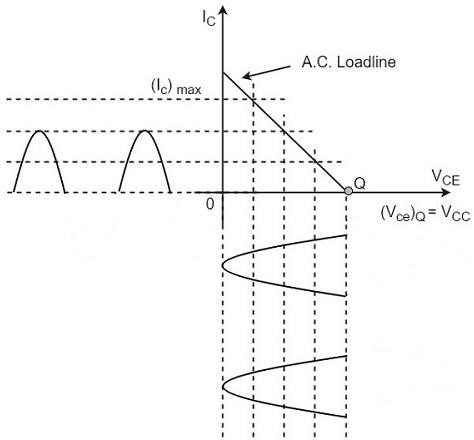 I_C
A.C. Loadline
(I_c) max
Q
V_CE
0
(V_ce)_Q = V_CC